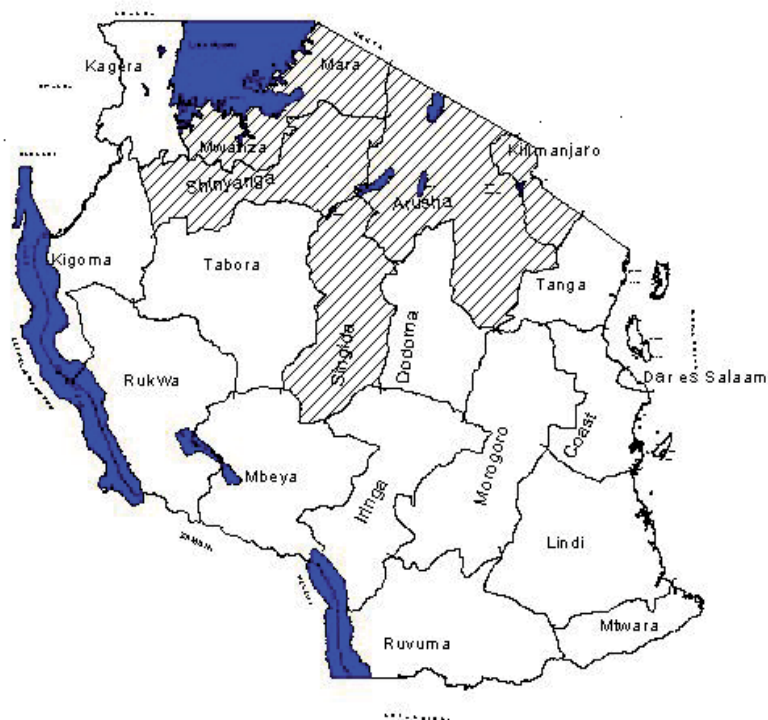 Kagera
Mara
Mwanza
Kilimanjaro
Shinyanga
Arusha
Kigoma
Tabora
Tanga
Singida
Dodoma
RukWa
Dar es Salaam
Coast
Mbeya
Iringa
Morogoro
Lindi
ZAMBIA
Mtwara
Ruvuma